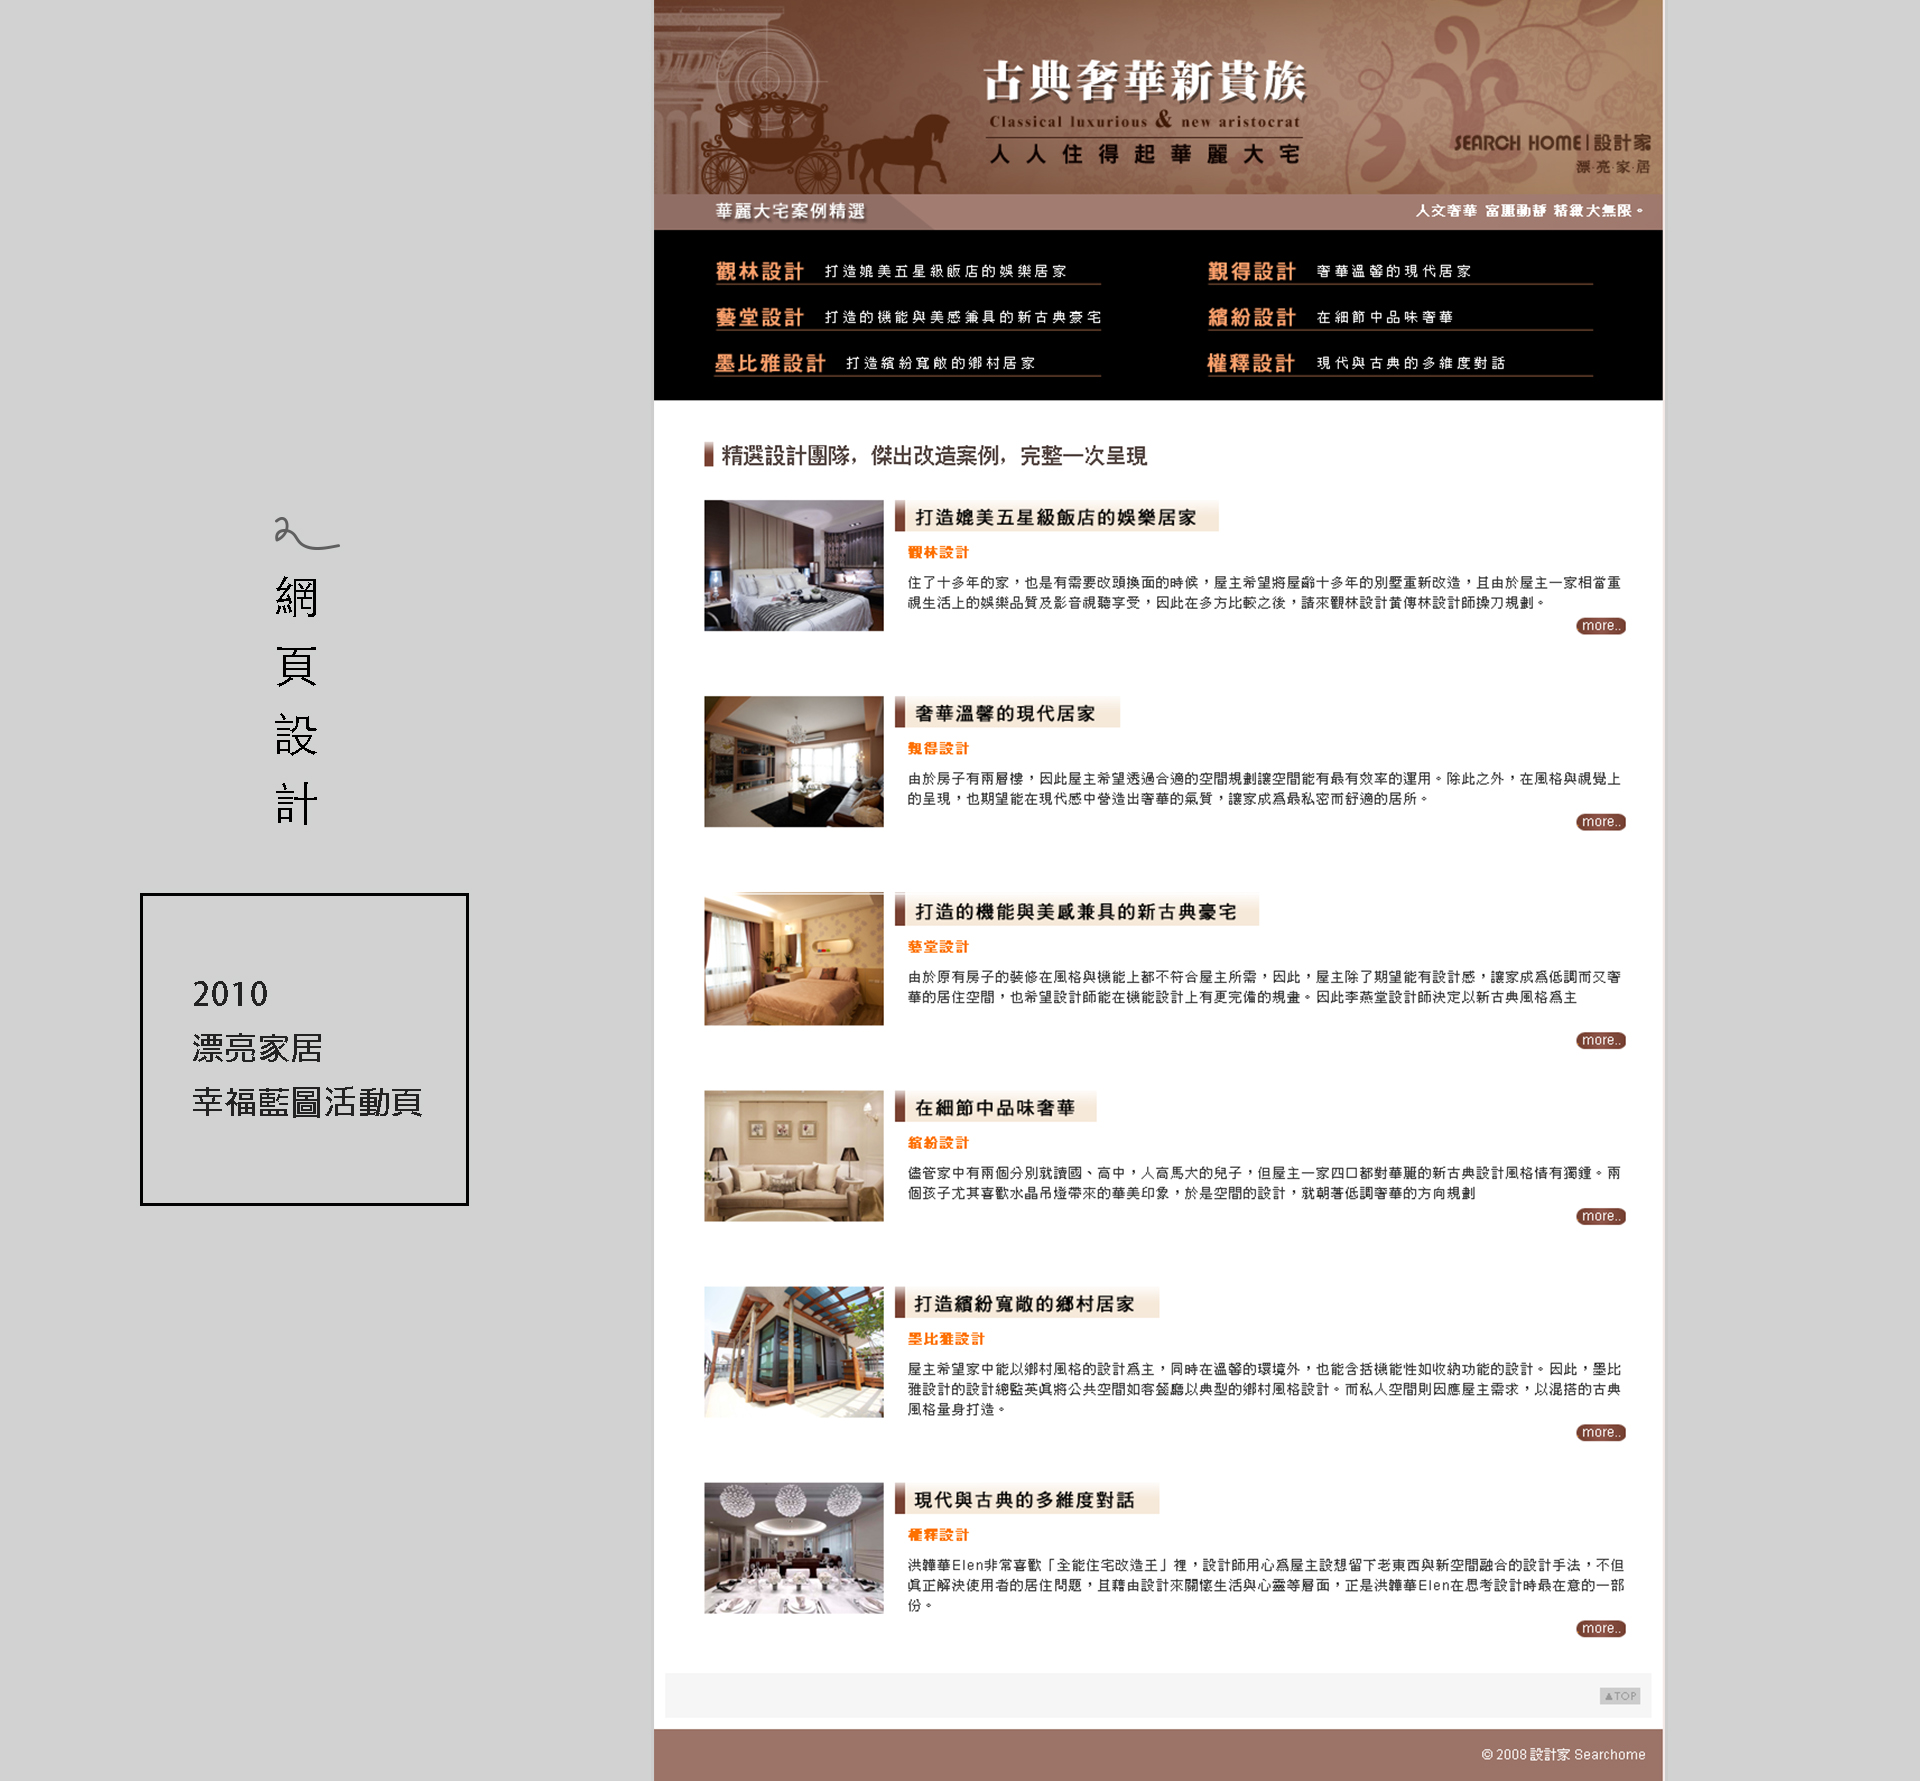 網
頁
設
計
2010
漂亮家居
幸福藍圖活動頁
古典奢華新貴族
Classical luxurious & new aristocrat
人人住得起華麗大宅
SEARCH HOME|設計家
漂·亮·家·居
華麗大宅案例精選
人文奢華 富麗動靜 精緻大無限。
觀林設計 打造媲美五星級飯店的娛樂居家
覲得設計 奢華溫馨的現代居家
藝堂設計 打造的機能與美感兼具的新古典豪宅
繽紛設計 在細節中品味奢華
墨比雅設計 打造繽紛寬敞的鄉村居家
權釋設計 現代與古典的多維度對話
精選設計團隊，傑出改造案例，完整一次呈現
打造媲美五星級飯店的娛樂居家
觀林設計
住了十多年的家，也是有需要改頭換面的時候，屋主希望將屋齡十多年的別墅重新改造，且由於屋主一家相當重
視生活上的娛樂品質及影音視聽享受，因此在多方比較之後，請來觀林設計黃傳林設計師操刀規劃。
more..
奢華溫馨的現代居家
覲得設計
由於房子有兩層樓，因此屋主希望透過合適的空間規劃讓空間能有最有效率的運用。除此之外，在風格與視覺上
的呈現，也期望能在現代感中營造出奢華的氣質，讓家成為最私密而舒適的居所。
more..
打造的機能與美感兼具的新古典豪宅
藝堂設計
由於原有房子的裝修在風格與機能上都不符合屋主所需，因此，屋主除了期望能有設計感，讓家成為低調而又奢
華的居住空間，也希望設計師能在機能設計上有更完備的規畫。因此李燕堂設計師決定以新古典風格為主
more..
在細節中品味奢華
繽紛設計
儘管家中有兩個分別就讀國、高中，人高馬大的兒子，但屋主一家四口都對華麗的新古典設計風格情有獨鍾。兩
個孩子尤其喜歡水晶吊燈帶來的華美印象，於是空間的設計，就朝著低調奢華的方向規劃
more..
打造繽紛寬敞的鄉村居家
墨比雅設計
屋主希望家中能以鄉村風格的設計為主，同時在溫馨的環境外，也能含括機能性如收納功能的設計。因此，墨比
雅設計的設計總監英眞將公共空間如客餐廳以典型的鄉村風格設計。而私人空間則因應屋主需求，以混搭的古典
風格量身打造。
more..
現代與古典的多維度對話
權釋設計
洪韡華Elen非常喜歡「全能住宅改造王」裡，設計師用心為屋主設想留下老東西與新空間融合的設計手法，不但
真正解決使用者的居住問題，且藉由設計來關懷生活與心靈等層面，正是洪韡華Elen在思考設計時最在意的一部
份。
more..
▲TOP
© 2008 設計家 Searchome